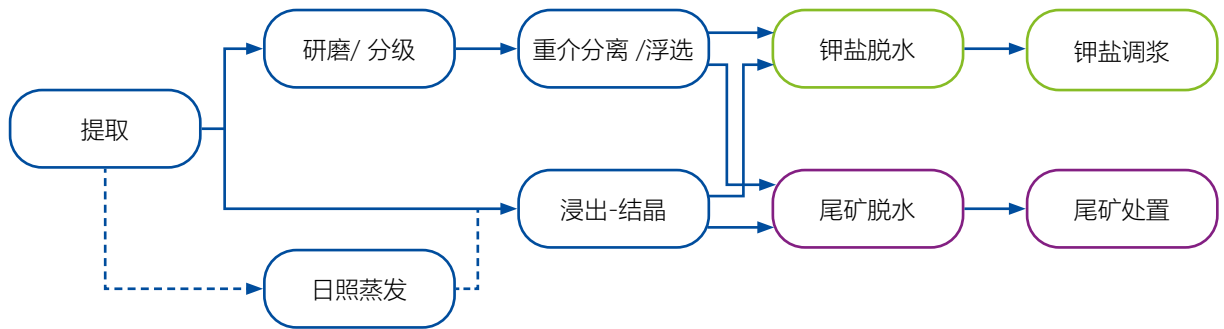 研磨/ 分级
重介分离 /浮选
钾盐脱水
钾盐调浆
提取
浸出-结晶
尾矿脱水
尾矿处置
日照蒸发